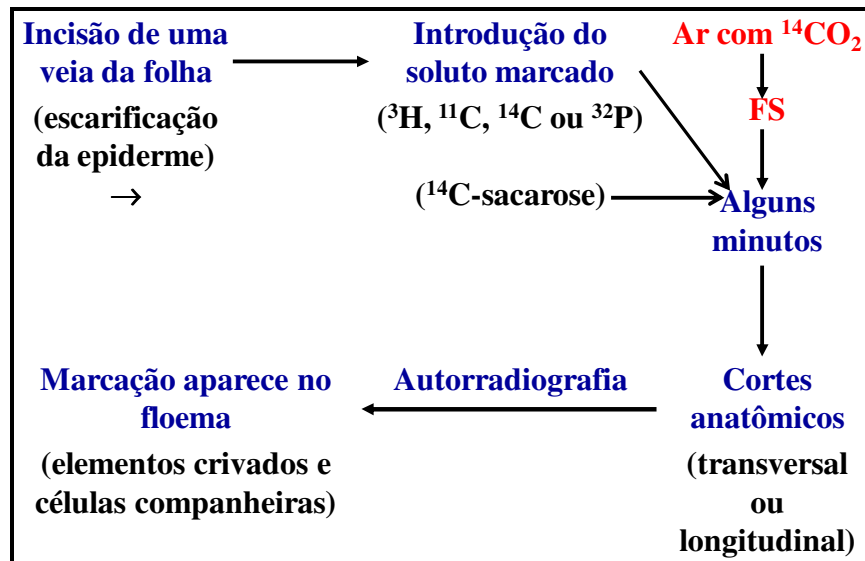 Incisão de uma
veia da folha
(escarificação
da epiderme)
→
Introdução do
soluto marcado
(³H, ¹¹C, ¹⁴C ou ³²P)
(¹⁴C-sacarose)
Ar com ¹⁴CO₂
FS
Alguns
minutos
Cortes
anatômicos
(transversal
ou
longitudinal)
Autorradiografia
Marcação aparece no
floema
(elementos crivados e
células companheiras)